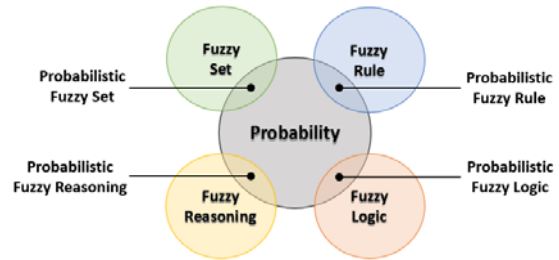 Fuzzy
Set
Fuzzy
Rule
Probabilistic
Fuzzy Set
Probabilistic
Fuzzy Rule
Probability
Probabilistic
Fuzzy Reasoning
Probabilistic
Fuzzy Logic
Fuzzy
Reasoning
Fuzzy
Logic